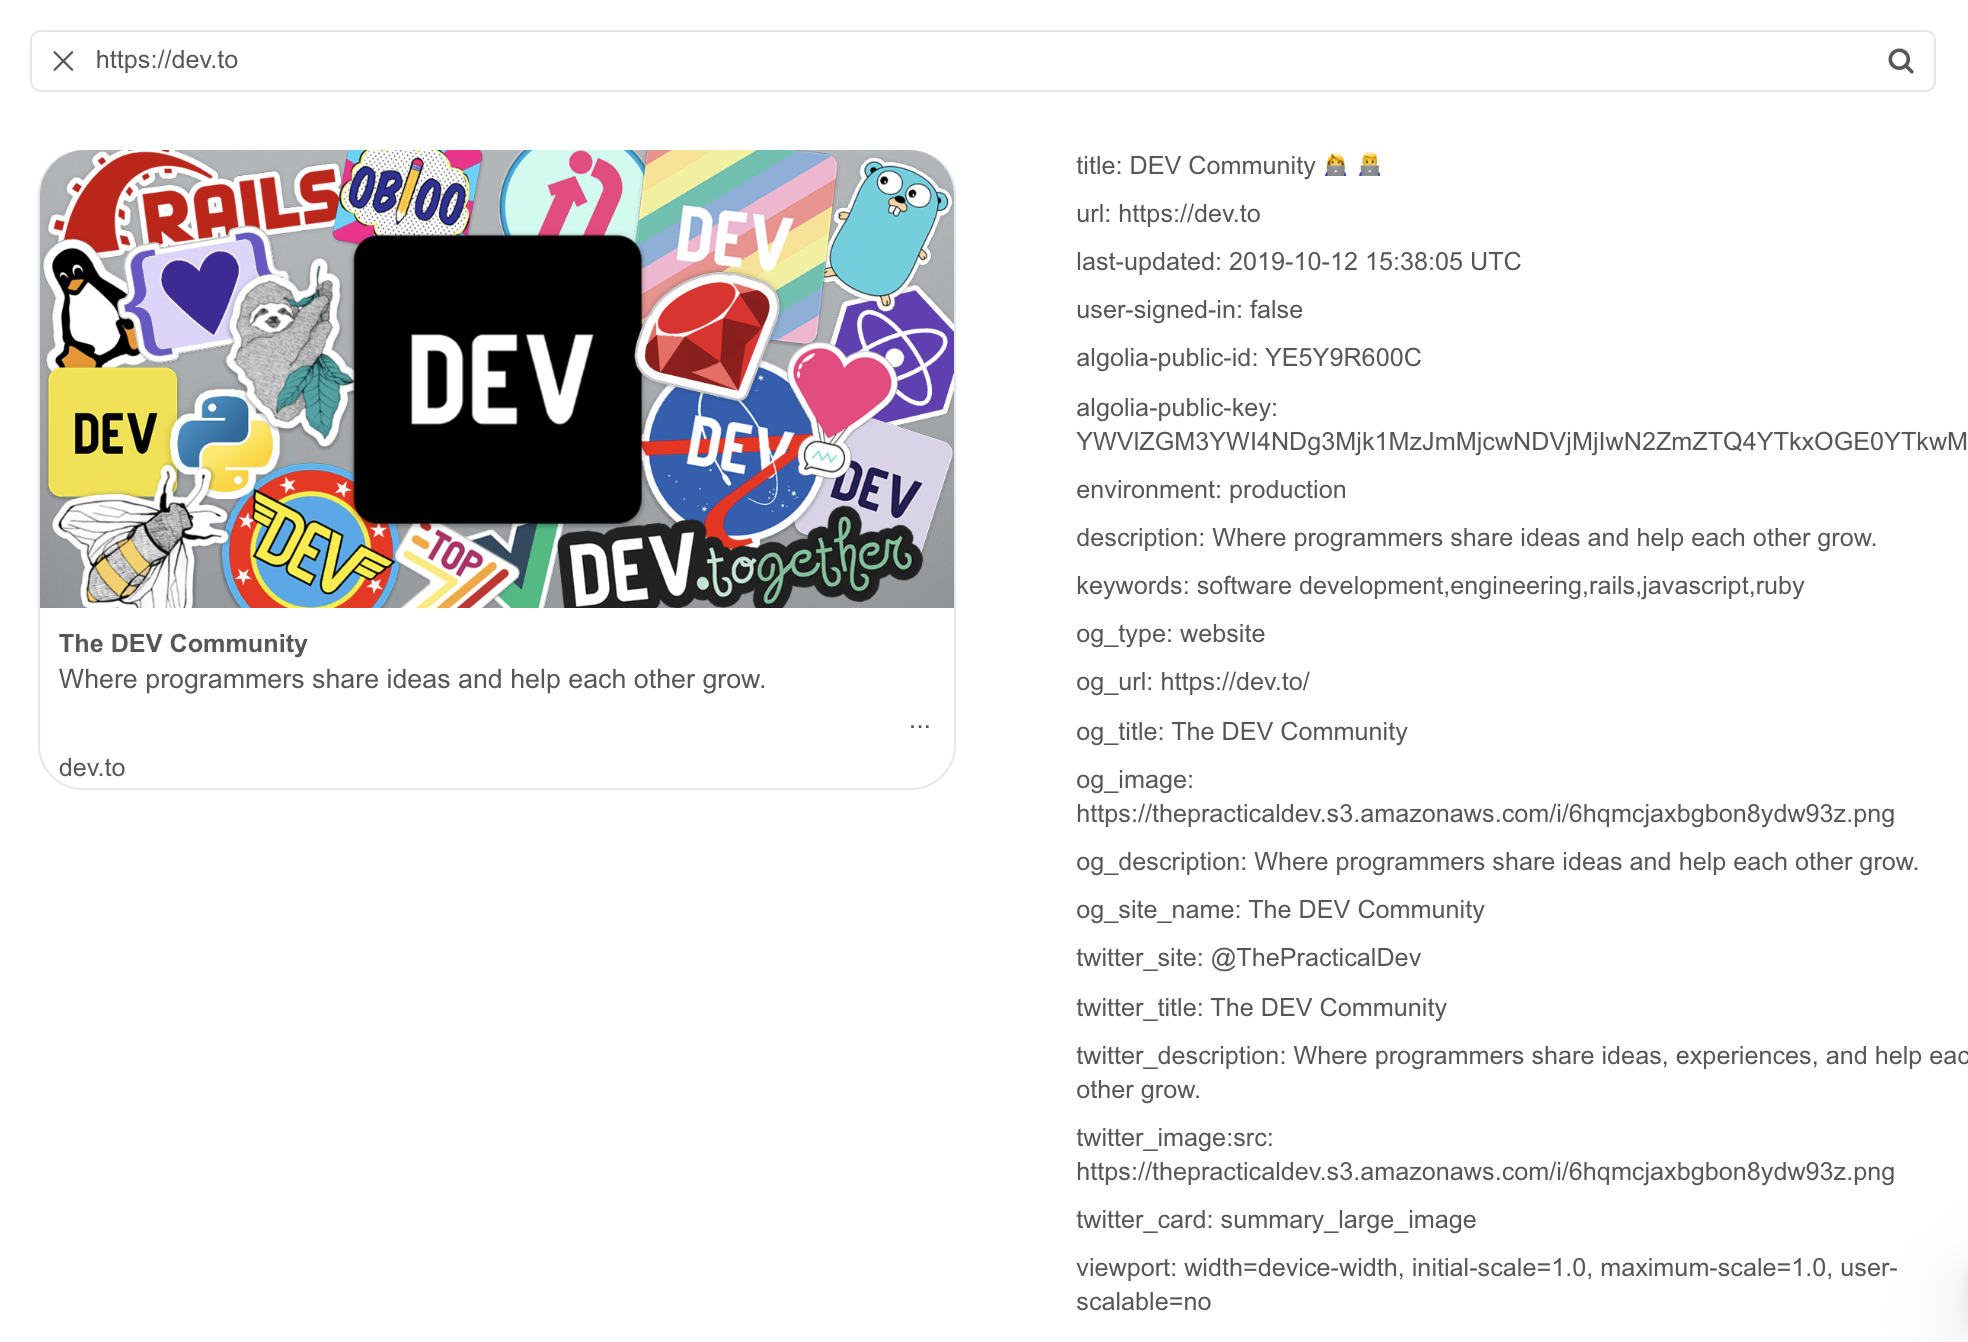 https://dev.to
RAILS
OB100
DEV
DEV
DEV
DEV
DEV
DEV
TOP
DEV.together
The DEV Community
Where programmers share ideas and help each other grow.
...
dev.to
title: DEV Community 👩‍💻 👨‍💻
url: https://dev.to
last-updated: 2019-10-12 15:38:05 UTC
user-signed-in: false
algolia-public-id: YE5Y9R600C
algolia-public-key:
YWVlZGM3YWI4NDg3Mjk1MzJmMjcwNDVjMjIwN2ZmZTQ4YTkxOGE0YTkwM
environment: production
description: Where programmers share ideas and help each other grow.
keywords: software development,engineering,rails,javascript,ruby
og_type: website
og_url: https://dev.to/
og_title: The DEV Community
og_image:
https://thepracticaldev.s3.amazonaws.com/i/6hqmcjaxbgbon8ydw93z.png
og_description: Where programmers share ideas and help each other grow.
og_site_name: The DEV Community
twitter_site: @ThePracticalDev
twitter_title: The DEV Community
twitter_description: Where programmers share ideas, experiences, and help eac
other grow.
twitter_image:src:
https://thepracticaldev.s3.amazonaws.com/i/6hqmcjaxbgbon8ydw93z.png
twitter_card: summary_large_image
viewport: width=device-width, initial-scale=1.0, maximum-scale=1.0, user-
scalable=no